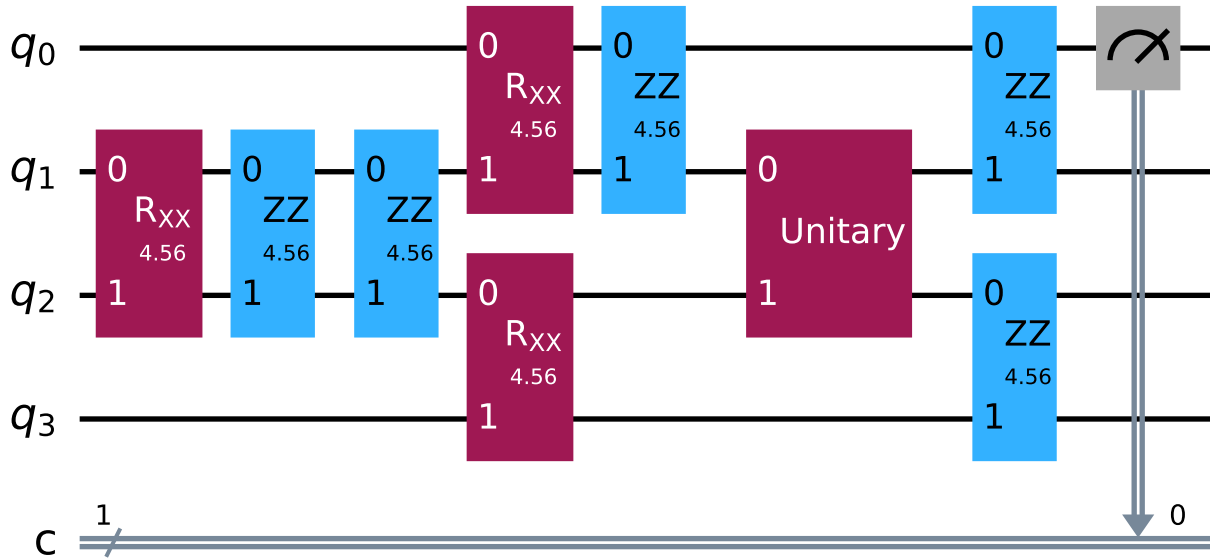 q0 0 0 0
RXX ZZ ZZ
4.56 4.56 4.56
q1 0 0 0 1 1 0 1
RXX ZZ ZZ Unitary
4.56 4.56 4.56
q2 1 1 1 0 1 0
RXX ZZ
4.56 4.56
q3 1 1
1 0
c